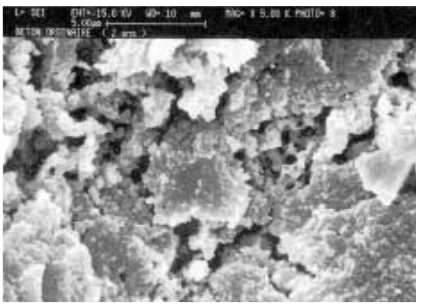 L= SEI EHT=15.0 KV WD= 10 mm MAG= X 5.00 K PHOTO= 8
5.00µm
BETON ORDINAIRE ( 2 ans )